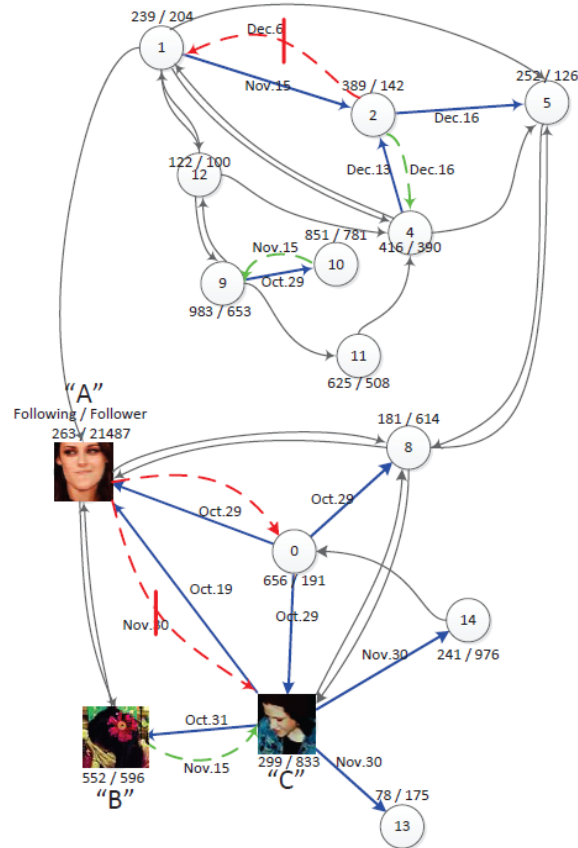 239 / 204
1
Dec.6
Nov.15
389 / 142
2
252 / 126
5
Dec.16
122 / 100
12
Dec.13
Dec.16
4
416 / 390
851 / 781
Nov.15
10
9
Oct.29
983 / 653
11
625 / 508
“A”
Following / Follower
263 / 21487
181 / 614
8
Oct.29
Oct.29
0
656 / 191
Oct.19
Oct.29
Nov.30
14
241 / 976
Nov.30
Oct.31
552 / 596
Nov.15
299 / 833
“B”
“C”
Nov.30
78 / 175
13